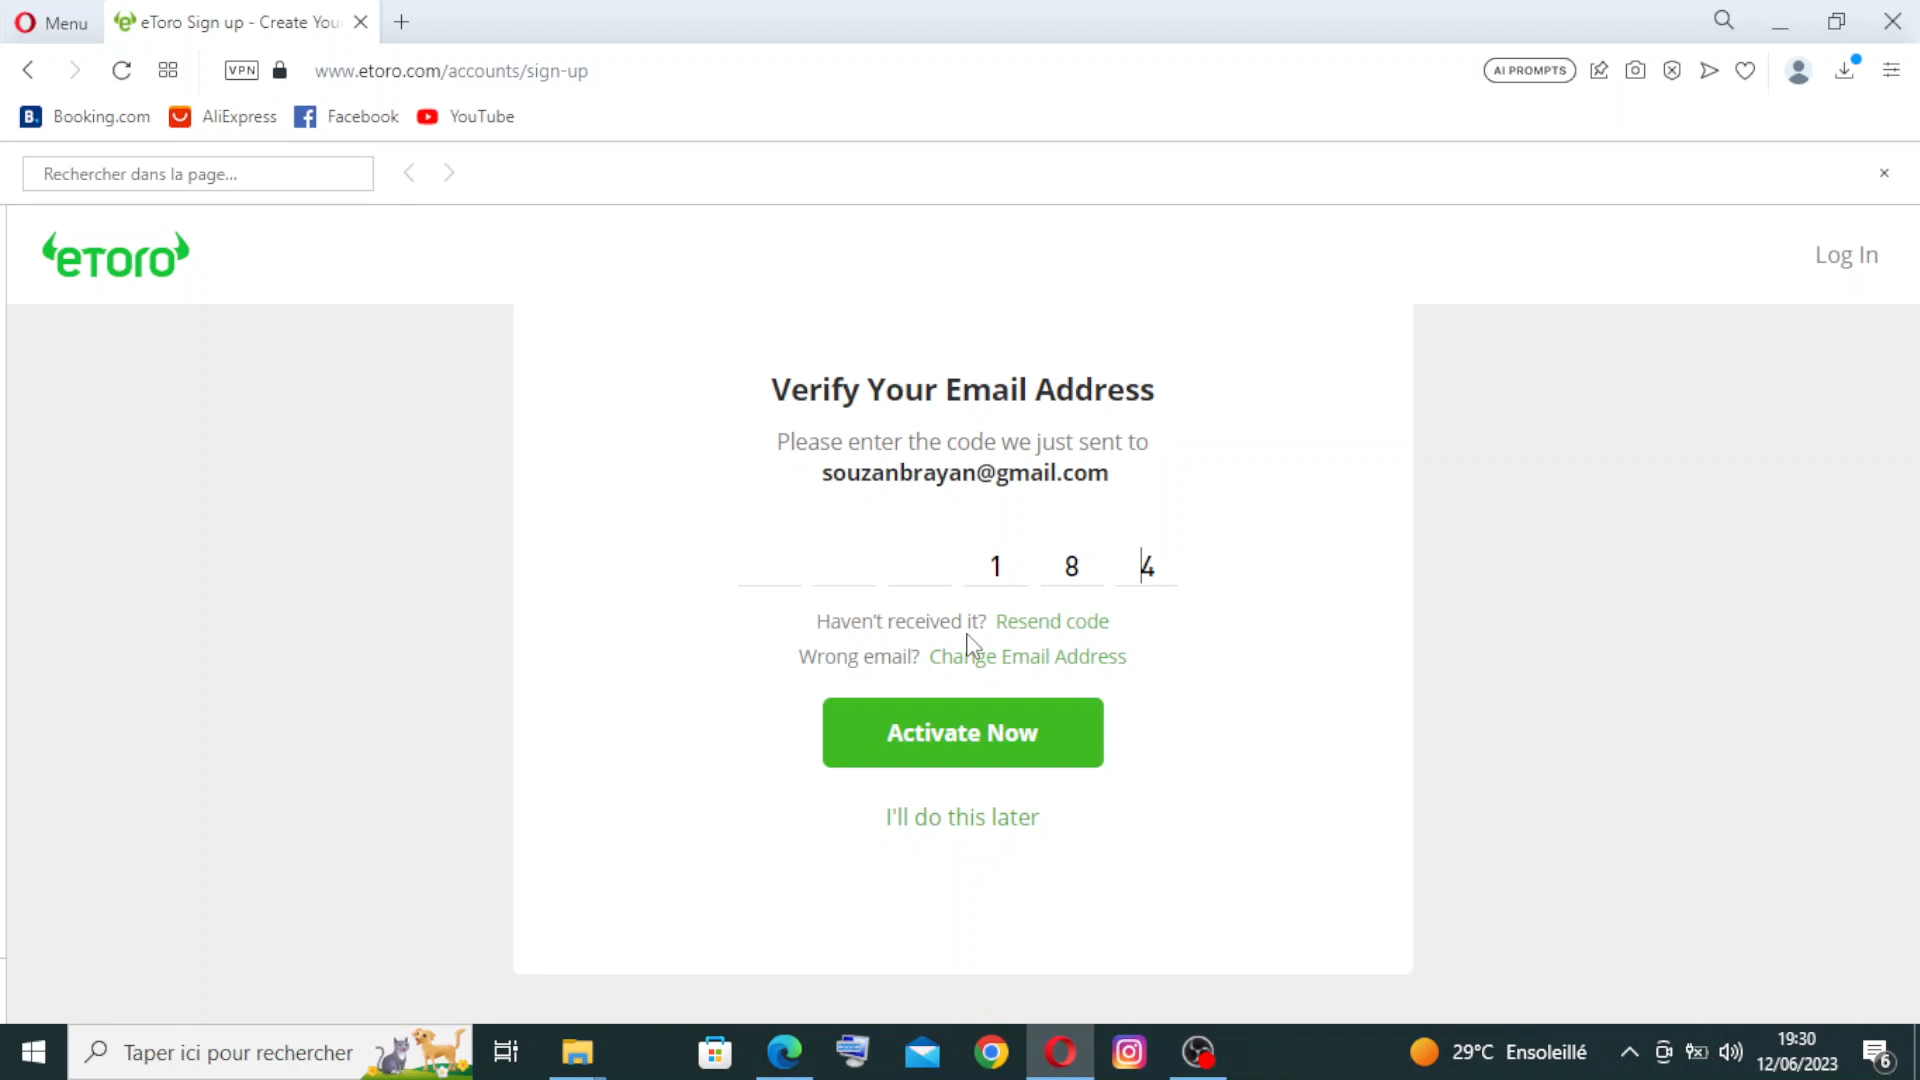 Menu
eToro Sign up - Create You
VPN
www.etoro.com/accounts/sign-up
AI PROMPTS
B.
Booking.com
AliExpress
Facebook
YouTube
Rechercher dans la page...
eTORO
Log In
Verify Your Email Address
Please enter the code we just sent to
souzanbrayan@gmail.com
1 8 4
Haven't received it? Resend code
Wrong email? Change Email Address
Activate Now
I'll do this later
Taper ici pour rechercher
29°C Ensoleillé
19:30
12/06/2023
6